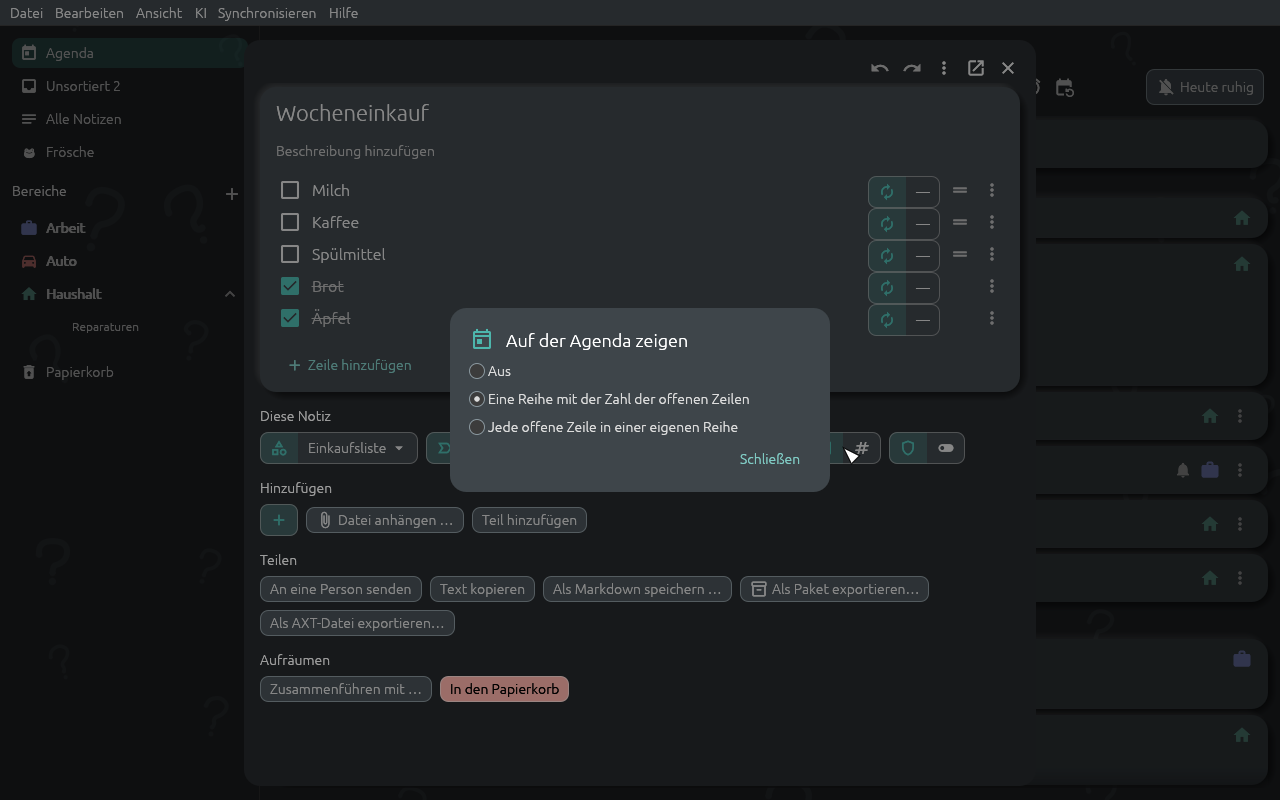 Datei Bearbeiten Ansicht KI Synchronisieren Hilfe
Agenda
Unsortiert 2
Alle Notizen
Frösche
Bereiche
Arbeit
Auto
Haushalt
Reparaturen
Papierkorb
Heute ruhig
Wocheneinkauf
Beschreibung hinzufügen
Milch —
Kaffee —
Spülmittel —
Brot —
Äpfel —
+ Zeile hinzufügen
Auf der Agenda zeigen
Aus
Eine Reihe mit der Zahl der offenen Zeilen
Jede offene Zeile in einer eigenen Reihe
Schließen
Diese Notiz
Einkaufsliste #
Hinzufügen
+ Datei anhängen … Teil hinzufügen
Teilen
An eine Person senden Text kopieren Als Markdown speichern … Als Paket exportieren…
Als AXT-Datei exportieren…
Aufräumen
Zusammenführen mit … In den Papierkorb